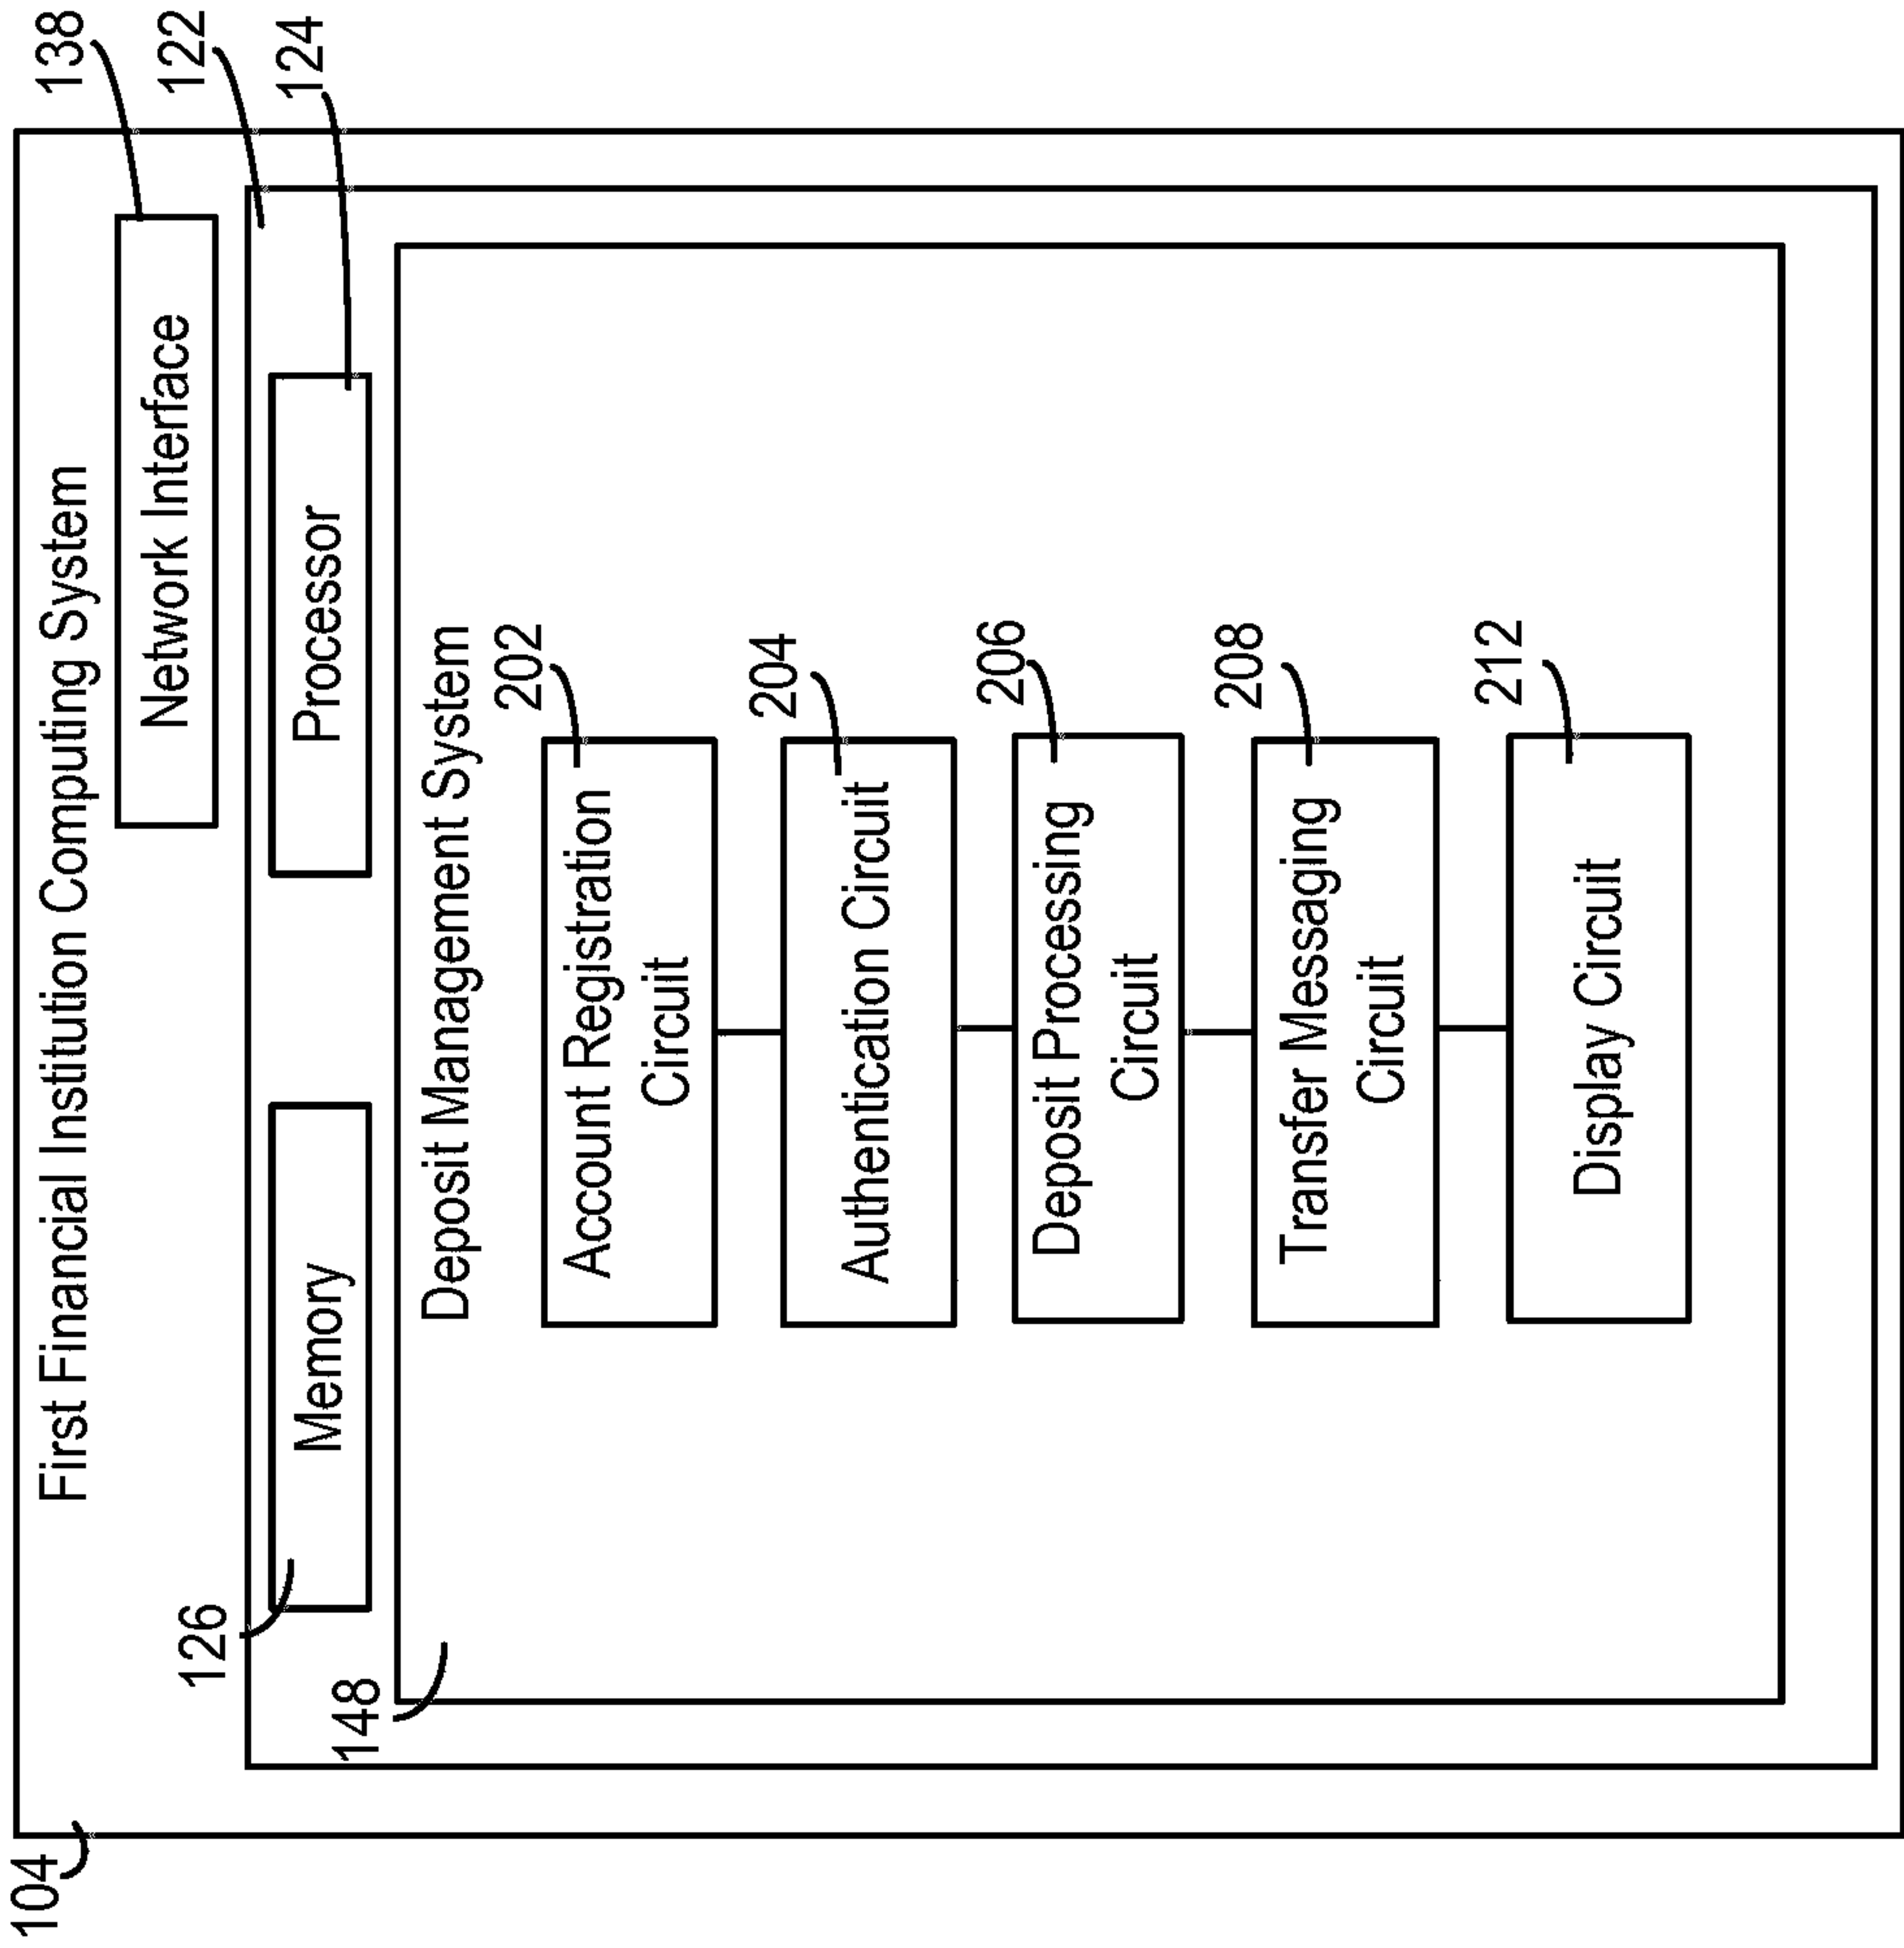 104
First Financial Institution Computing System
138
Network Interface
122
126
Memory
Processor
124
148
Deposit Management System
202
Account Registration
Circuit
204
Authentication Circuit
206
Deposit Processing
Circuit
208
Transfer Messaging
Circuit
212
Display Circuit